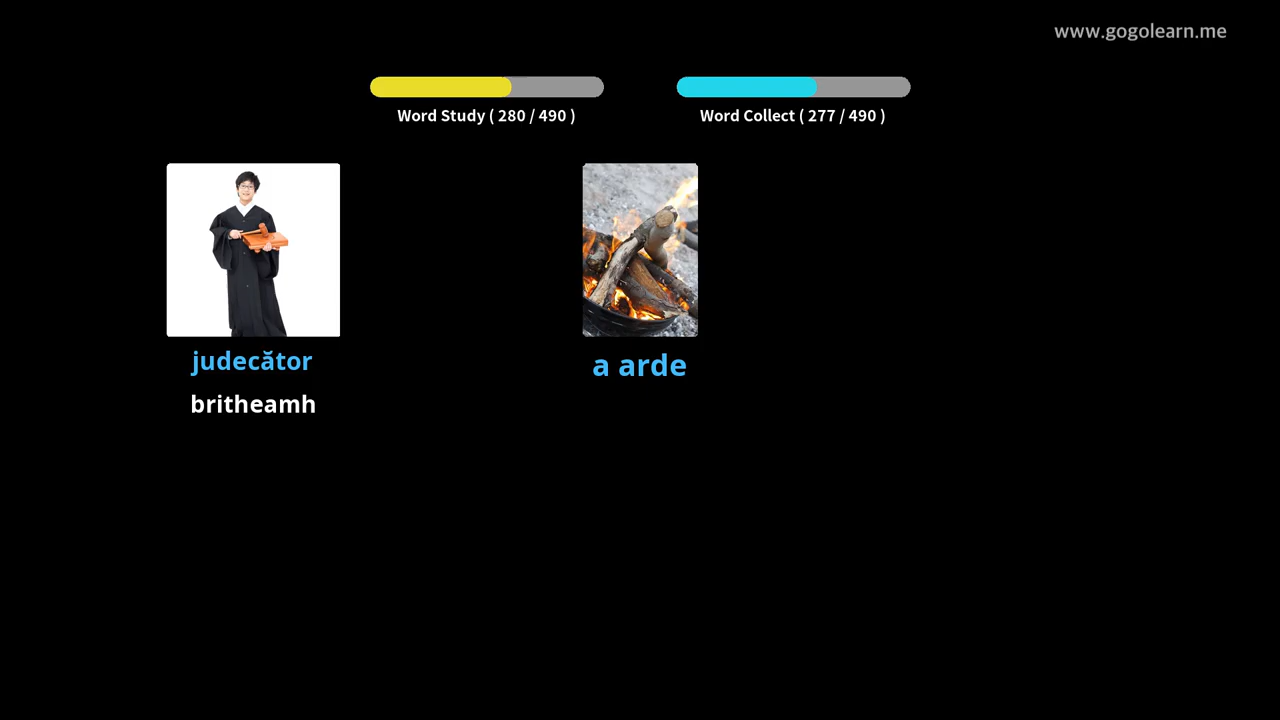 www.gogolearn.me
Word Study ( 280 / 490 )
Word Collect ( 277 / 490 )
judecător
britheamh
a arde